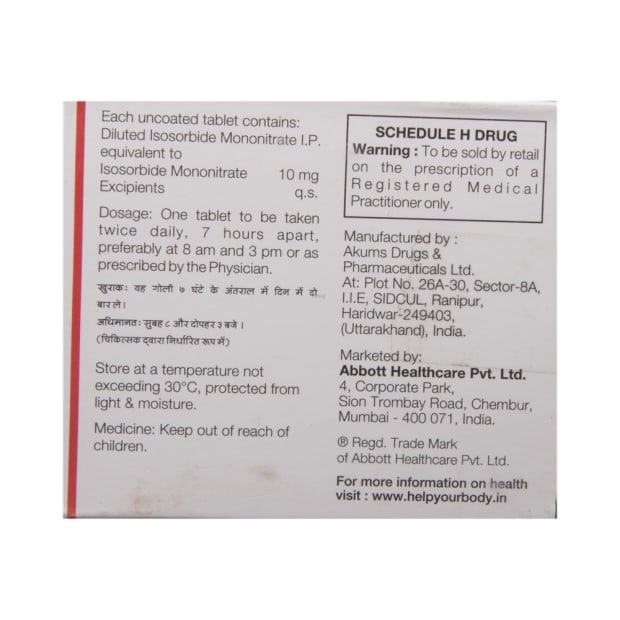 Each uncoated tablet contains:
Diluted Isosorbide Mononitrate I.P.
equivalent to
Isosorbide Mononitrate 10 mg
Excipients q.s.
Dosage: One tablet to be taken
twice daily, 7 hours apart,
preferably at 8 am and 3 pm or as
prescribed by the Physician.
खुराक: यह गोली ७ घंटे के अंतराल में दिन में दो
बार ले।
अधिमानत: सुबह ८ और दोपहर ३ बजे।
(चिकित्सक द्वारा निर्धारित रूप में)
Store at a temperature not
exceeding 30°C, protected from
light & moisture.
Medicine: Keep out of reach of
children.
SCHEDULE H DRUG
Warning : To be sold by retail
on the prescription of a
Registered Medical
Practitioner only.
Manufactured by :
Akums Drugs &
Pharmaceuticals Ltd.
At: Plot No. 26A-30, Sector-8A,
I.I.E, SIDCUL, Ranipur,
Haridwar-249403,
(Uttarakhand), India.
Marketed by:
Abbott Healthcare Pvt. Ltd.
4, Corporate Park,
Sion Trombay Road, Chembur,
Mumbai - 400 071, India.
® Regd. Trade Mark
of Abbott Healthcare Pvt. Ltd.
For more information on health
visit : www.helpyourbody.in